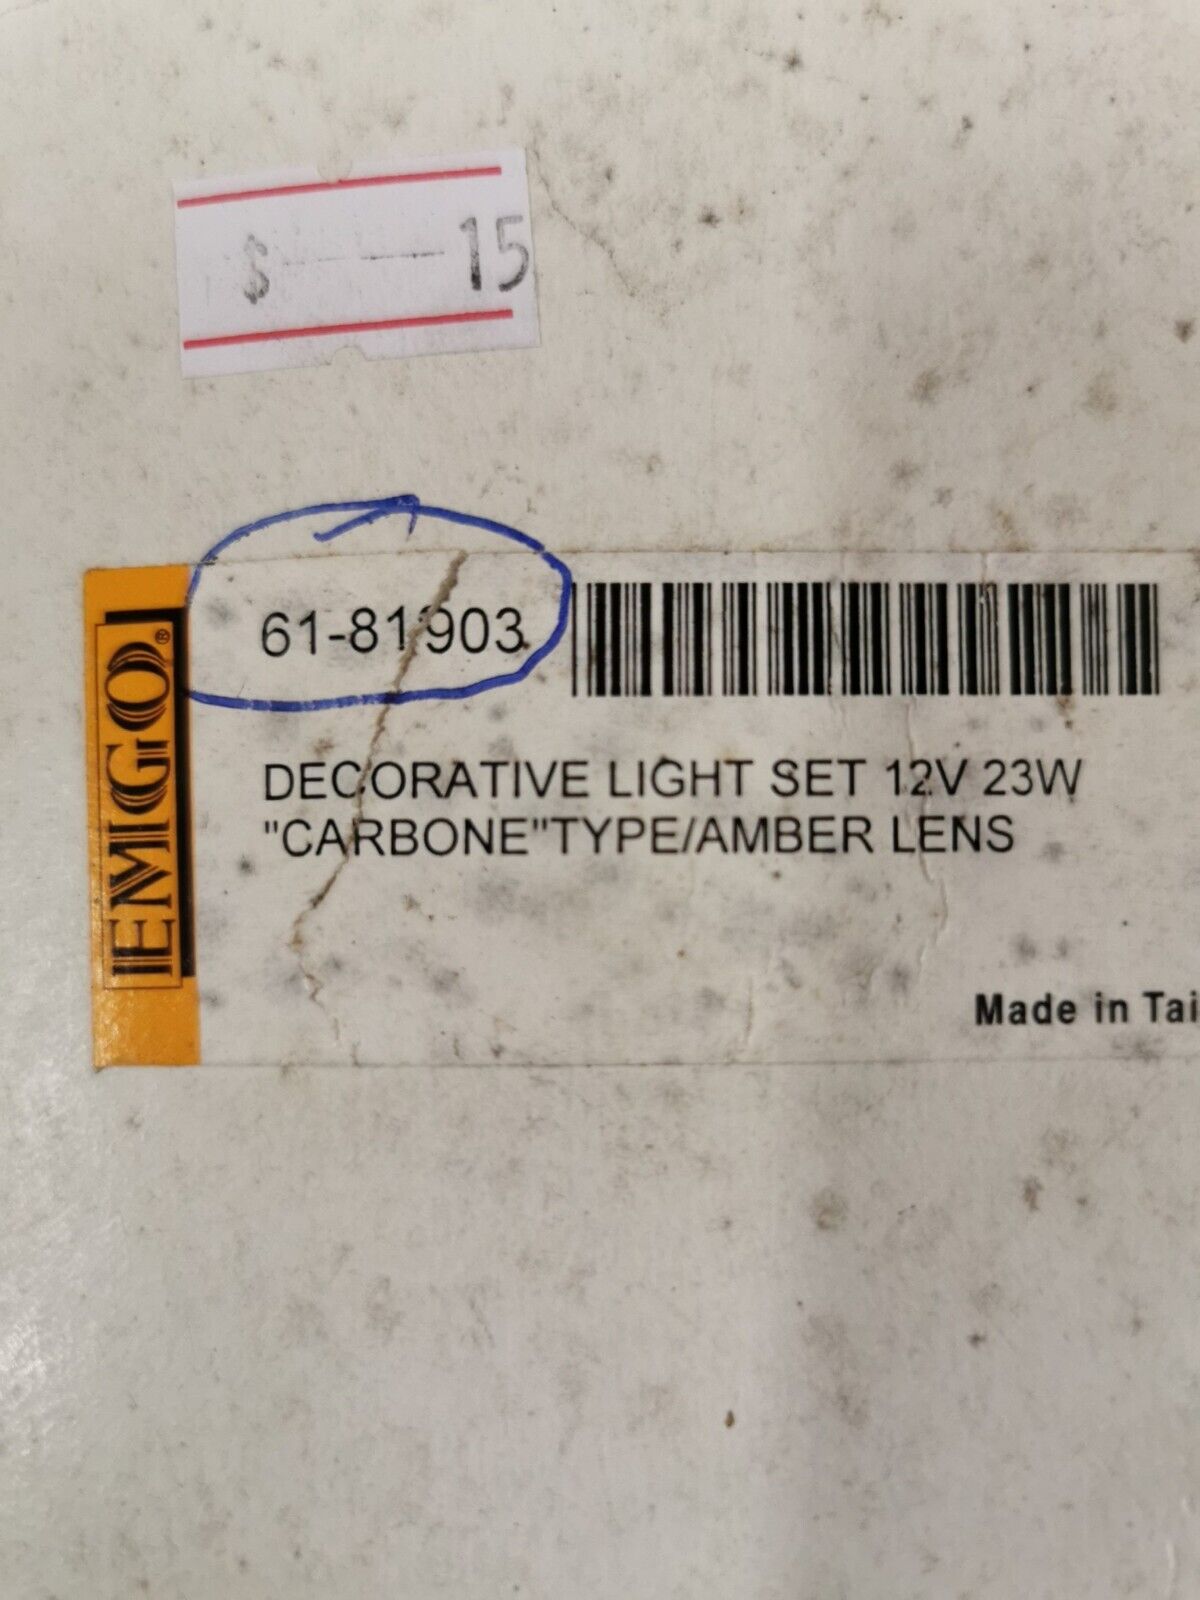 $ 15
61-81903
EMGO®
DECORATIVE LIGHT SET 12V 23W
"CARBONE"TYPE/AMBER LENS
Made in Tai